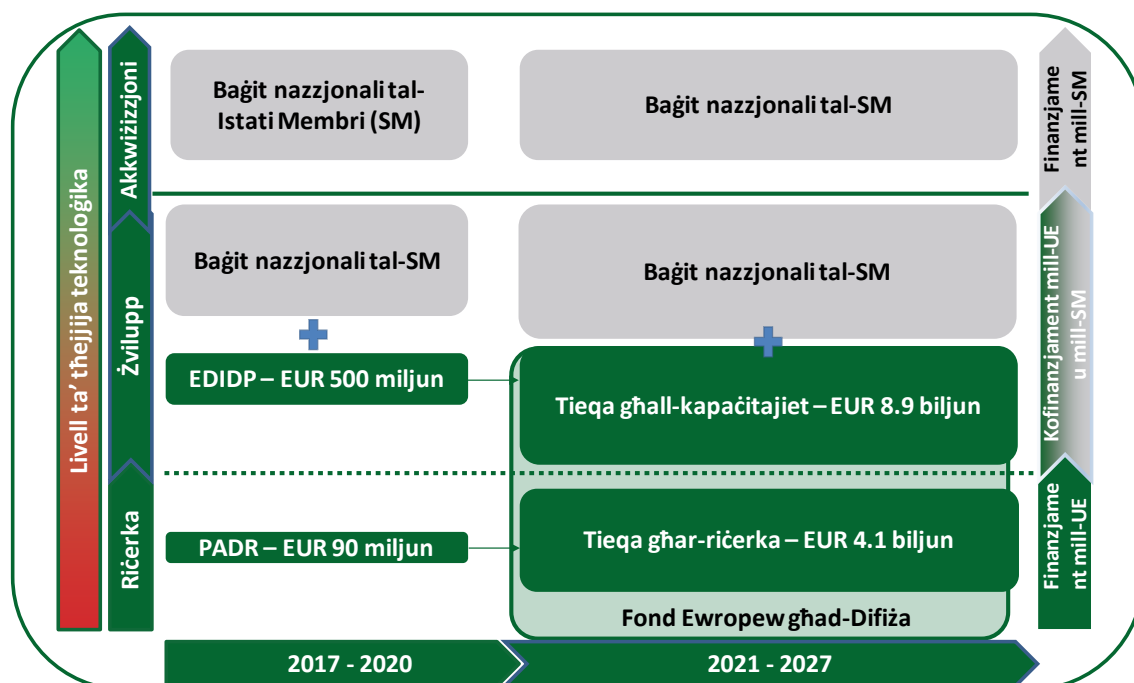 Livell ta’ tħejjija teknoloġika
Akkwiżizzjoni
Żvilupp
Riċerka
Baġit nazzjonali tal-
Istati Membri (SM)
Baġit nazzjonali tal-SM
Baġit nazzjonali tal-SM
Baġit nazzjonali tal-SM
EDIDP – EUR 500 miljun
Tieqa għall-kapaċitajiet – EUR 8.9 biljun
PADR – EUR 90 miljun
Tieqa għar-riċerka – EUR 4.1 biljun
Fond Ewropew għad-Difiża
2017 - 2020
2021 - 2027
Finanzjame
nt mill-SM
Kofinanzjament mill-UE
u mill-SM
Finanzjame
nt mill-UE